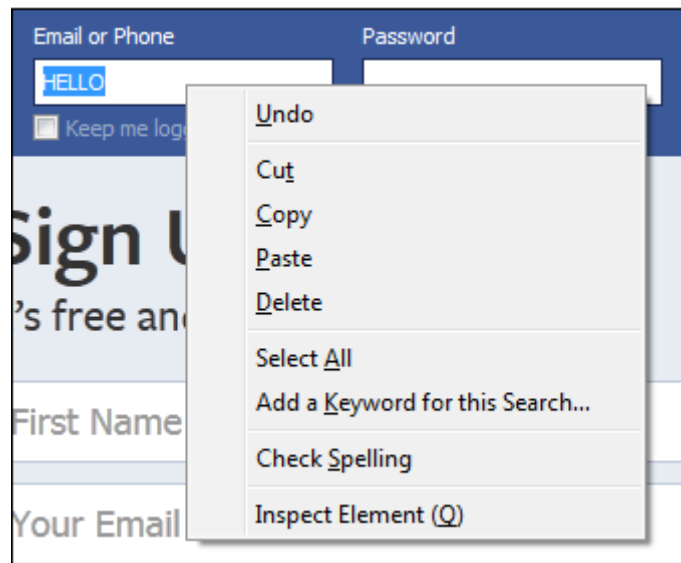 Email or Phone
Password
HELLO
Keep me log
Undo
Cut
Copy
Paste
Delete
Select All
Add a Keyword for this Search...
Check Spelling
Inspect Element (Q)
Sign U
's free and
First Name
Your Email